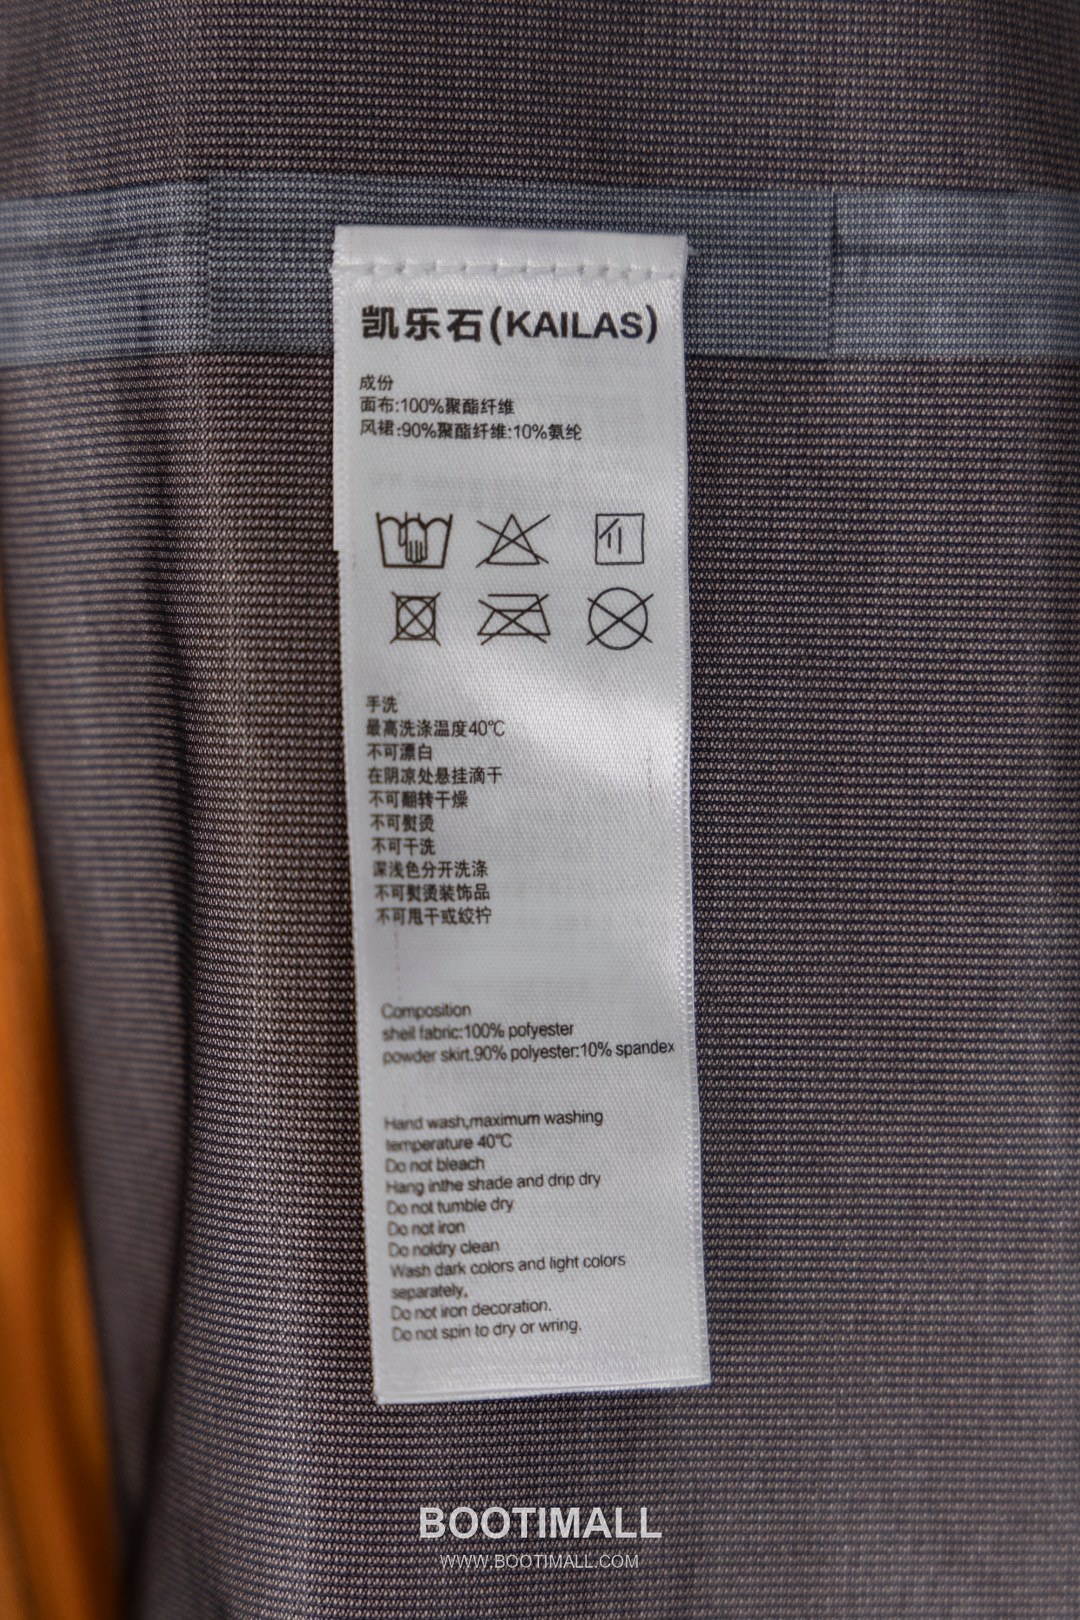 凯乐石(KAILAS)
成份
面布:100%聚酯纤维
风裙:90%聚酯纤维:10%氨纶
手洗
最高洗涤温度40℃
不可漂白
在阴凉处悬挂滴干
不可翻转干燥
不可熨烫
不可干洗
深浅色分开洗涤
不可熨烫装饰品
不可甩干或绞拧
Composition
shell fabric:100% polyester
powder skirt.90% polyester:10% spandex
Hand wash,maximum washing
temperature 40℃
Do not bleach
Hang inthe shade and drip dry
Do not tumble dry
Do not iron
Do noldry clean
Wash dark colors and light colors
separately,
Do not iron decoration.
Do not spin to dry or wring.
BOOTIMALL
WWW.BOOTIMALL.COM